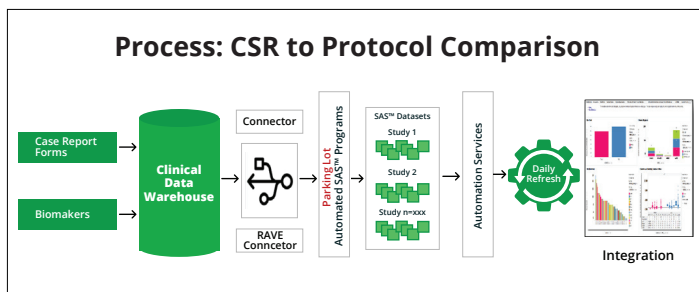 Process: CSR to Protocol Comparison
Case Report
Forms
Biomakers
Clinical
Data
Warehouse
Connector
RAVE Conncetor
Parking Lot
Automated SAS™ Programs
SAS™ Datasets
Study 1
Study 2
Study n=xxx
Automation Services
Daily
Refresh
Integration